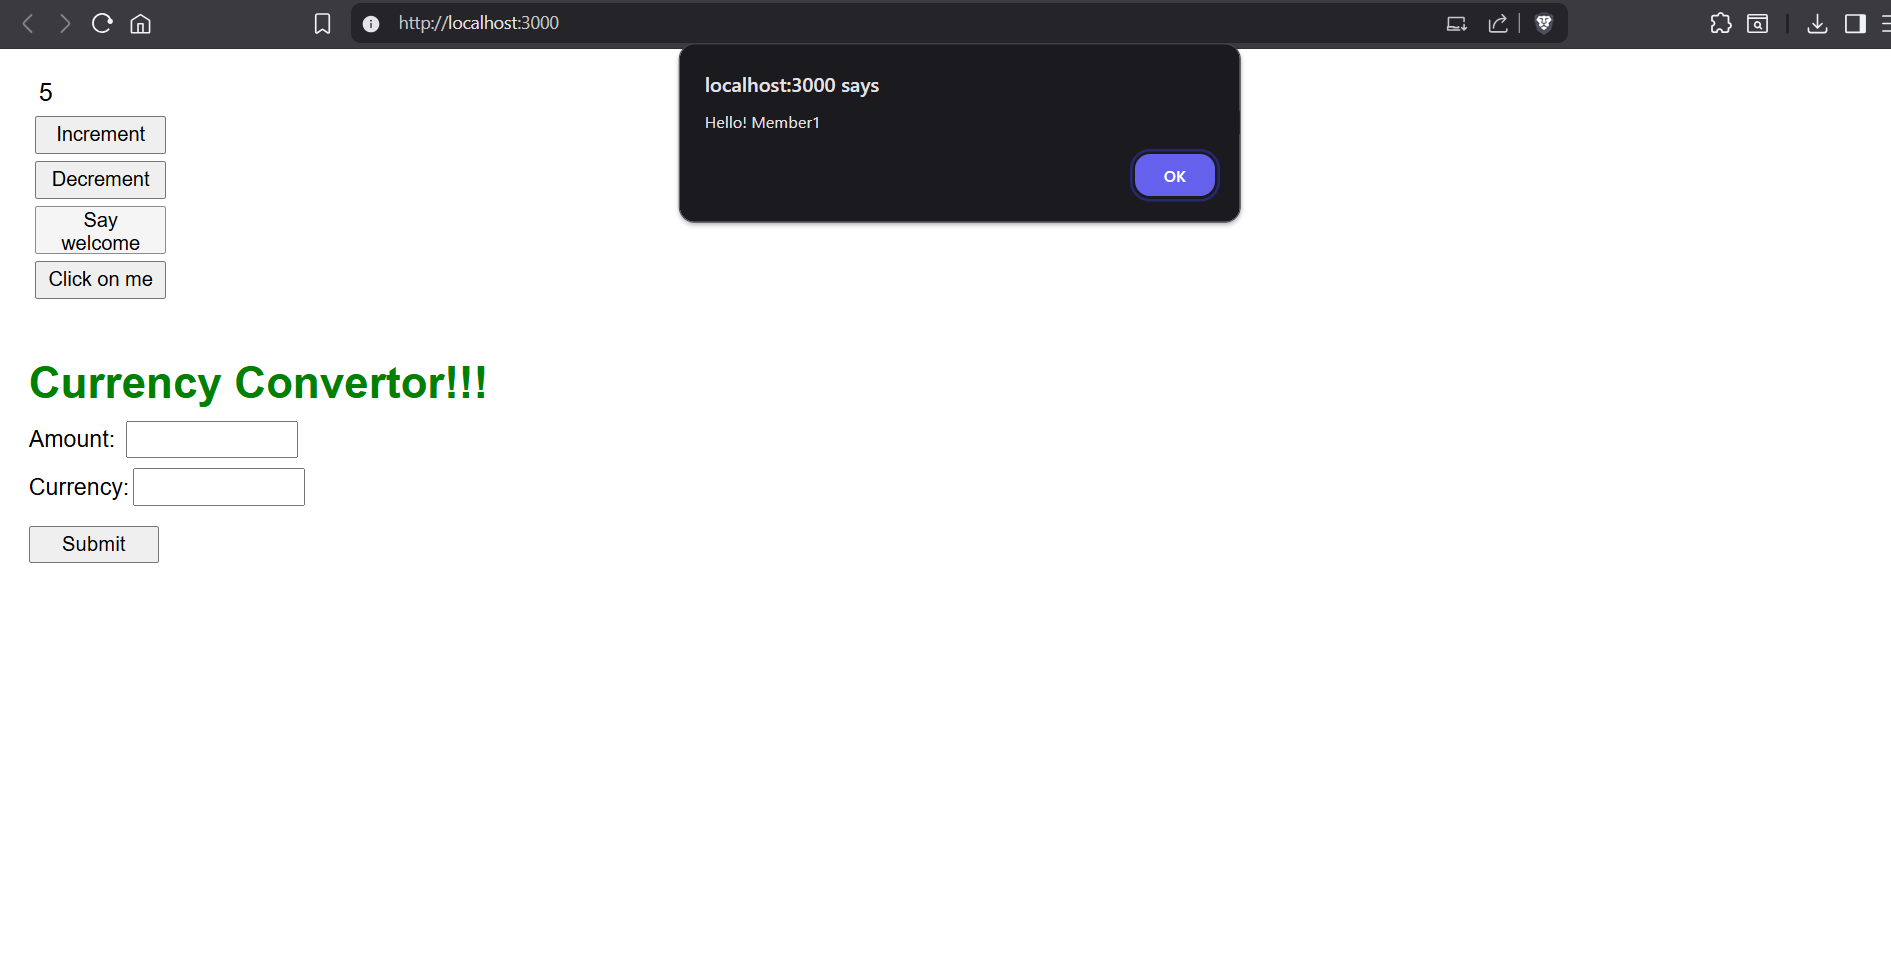 http://localhost:3000
localhost:3000 says
Hello! Member1
OK
5
Increment
Decrement
Say
welcome
Click on me
Currency Convertor!!!
Amount:
Currency:
Submit